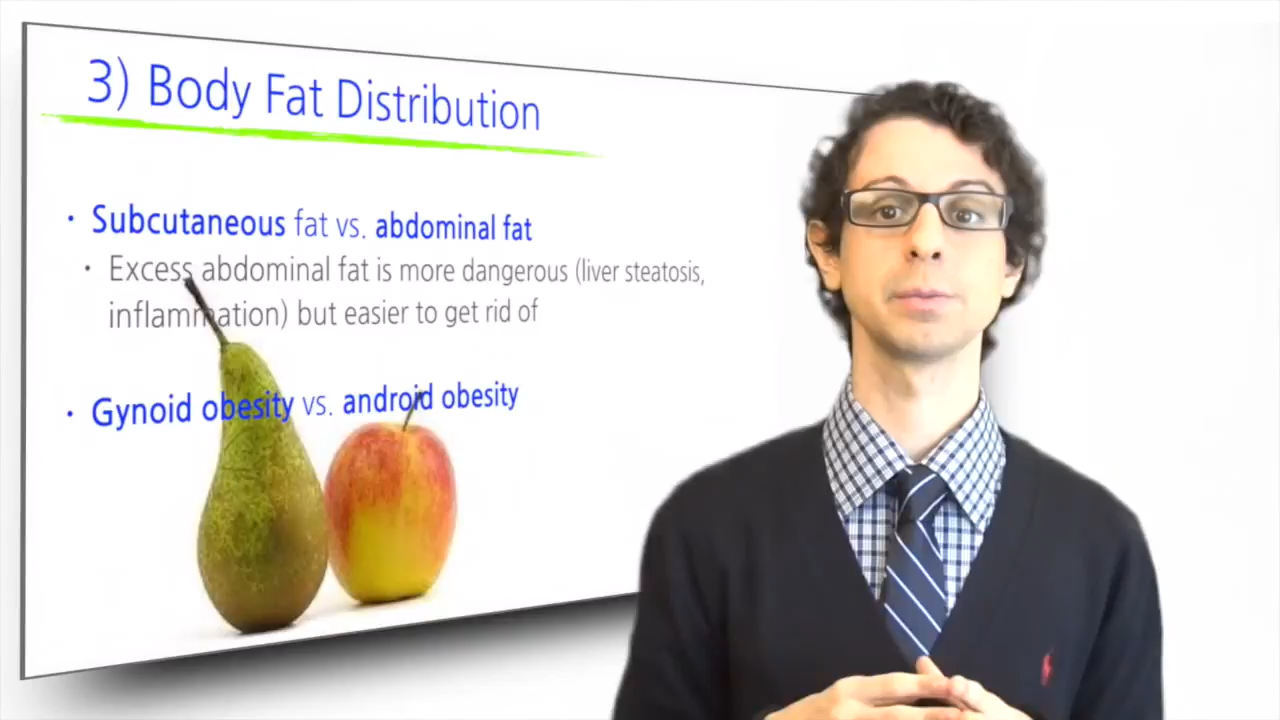 3) Body Fat Distribution
• Subcutaneous fat vs. abdominal fat
• Excess abdominal fat is more dangerous (liver steatosis,
inflammation) but easier to get rid of
• Gynoid obesity vs. android obesity